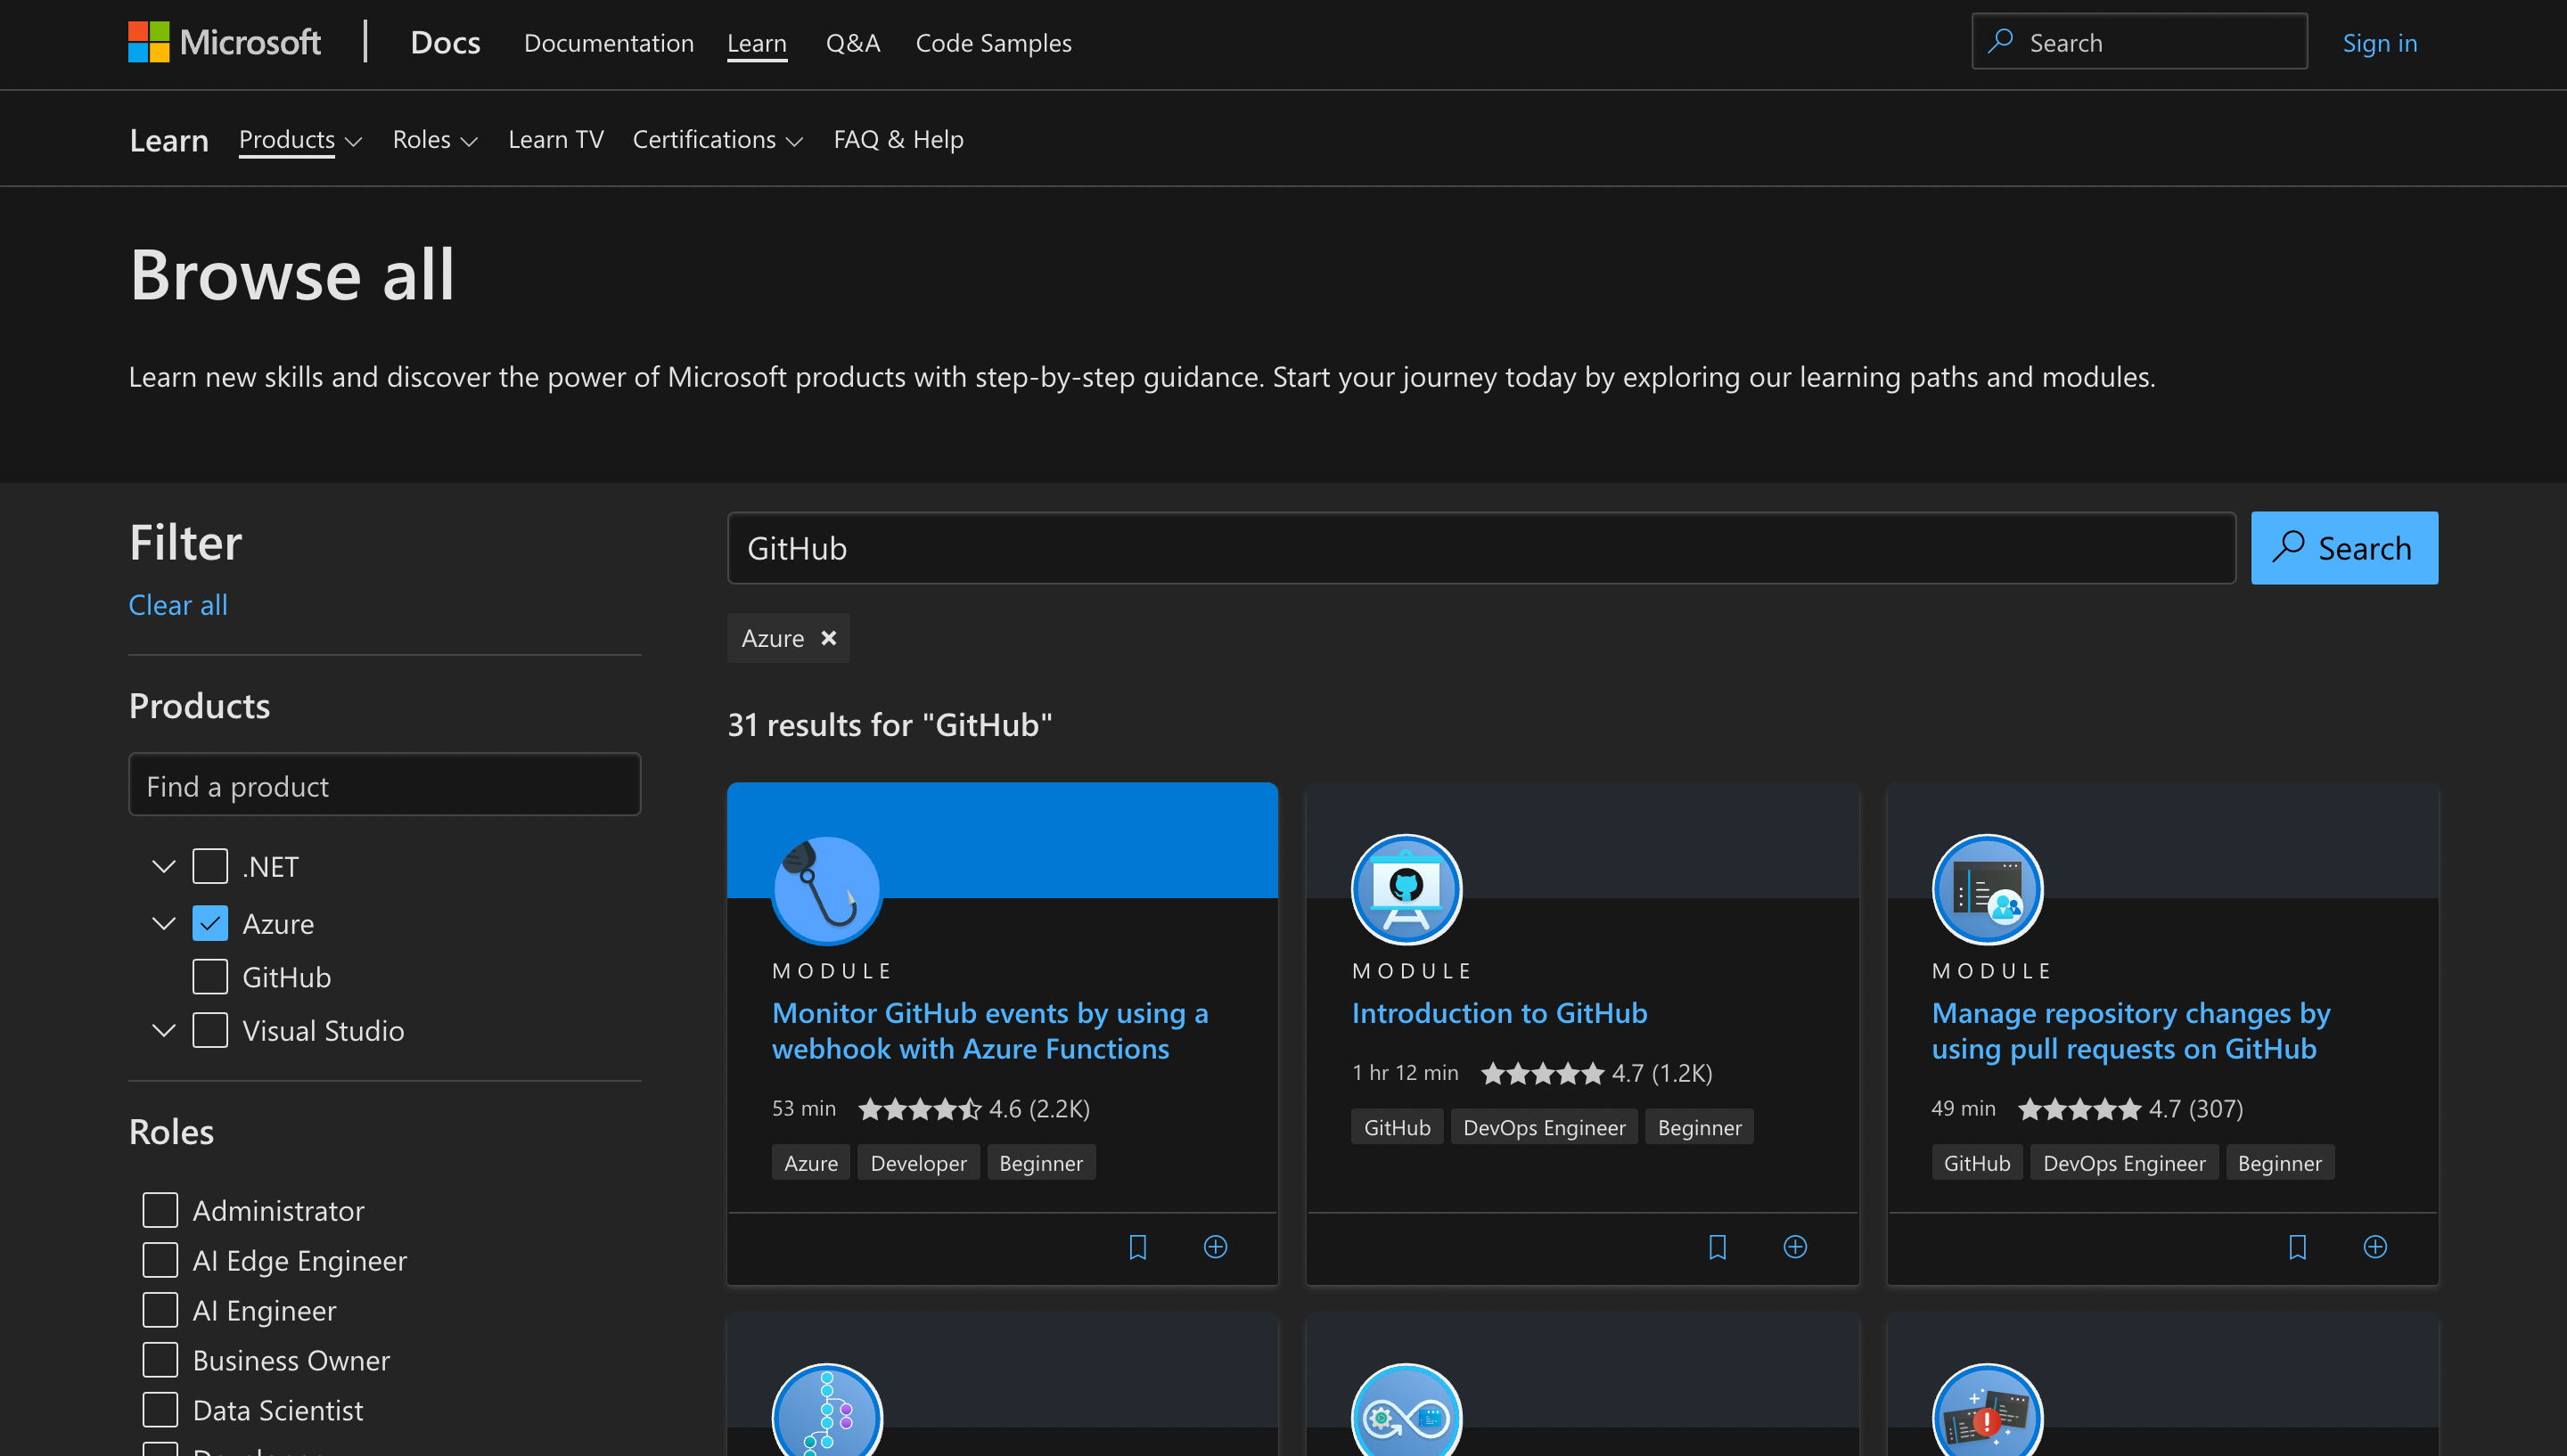 Microsoft
Docs
Documentation
Learn
Q&A
Code Samples
Search
Sign in
Learn
Products
Roles
Learn TV
Certifications
FAQ & Help
Browse all
Learn new skills and discover the power of Microsoft products with step-by-step guidance. Start your journey today by exploring our learning paths and modules.
Filter
Clear all
Products
Find a product
.NET
Azure
GitHub
Visual Studio
Roles
Administrator
AI Edge Engineer
AI Engineer
Business Owner
Data Scientist
GitHub
Search
Azure
31 results for "GitHub"
MODULE
Monitor GitHub events by using a
webhook with Azure Functions
53 min 4.6 (2.2K)
Azure Developer Beginner
MODULE
Introduction to GitHub
1 hr 12 min 4.7 (1.2K)
GitHub DevOps Engineer Beginner
MODULE
Manage repository changes by
using pull requests on GitHub
49 min 4.7 (307)
GitHub DevOps Engineer Beginner